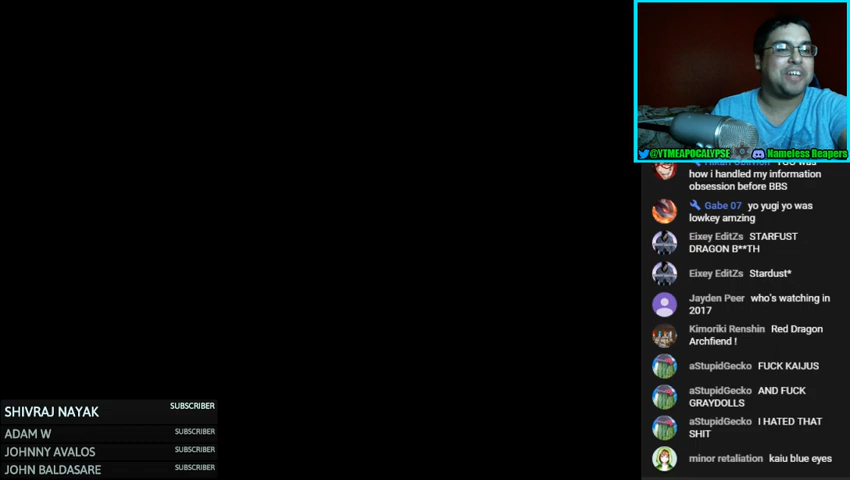 @YTMEAPOCALYPSE Nameless Reapers
YGO was
how i handled my information
obsession before BBS
Gabe 07 yo yugi yo was
lowkey amzing
Eixey EditZs STARFUST
DRAGON B**TH
Eixey EditZs Stardust*
Jayden Peer who's watching in
2017
Kimoriki Renshin Red Dragon
Archfiend !
aStupidGecko FUCK KAIJUS
aStupidGecko AND FUCK
GRAYDOLLS
aStupidGecko I HATED THAT
SHIT
minor retaliation kaiu blue eyes
SHIVRAJ NAYAK SUBSCRIBER
ADAM W SUBSCRIBER
JOHNNY AVALOS SUBSCRIBER
JOHN BALDASARE SUBSCRIBER